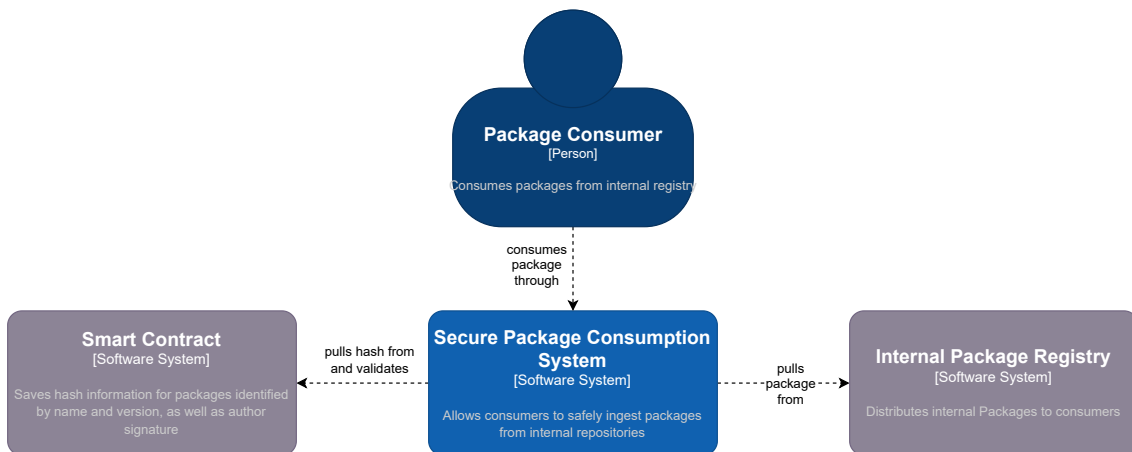 Package Consumer
[Person]
Consumes packages from internal registry
consumes
package
through
Smart Contract
[Software System]
Saves hash information for packages identified
by name and version, as well as author
signature
pulls hash from
and validates
Secure Package Consumption
System
[Software System]
Allows consumers to safely ingest packages
from internal repositories
pulls
package
from
Internal Package Registry
[Software System]
Distributes internal Packages to consumers